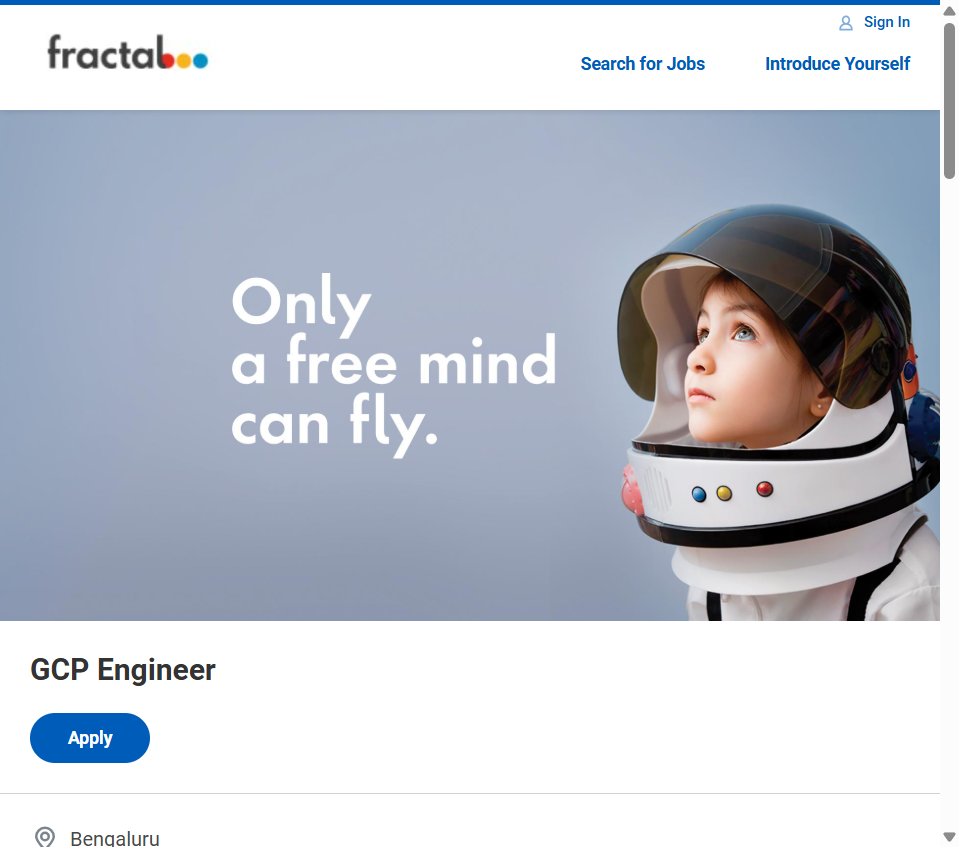 Sign In
fractal
Search for Jobs
Introduce Yourself
Only
a free mind
can fly.
GCP Engineer
Apply
Bengaluru